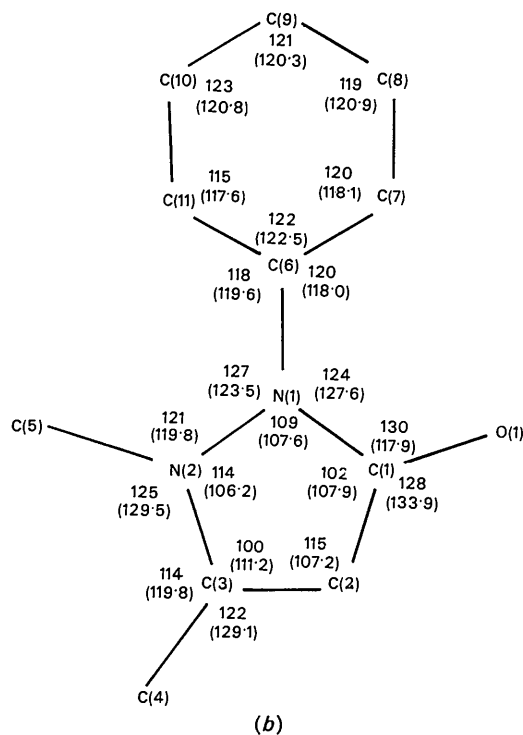 C(9)
121
(120·3)
C(10) 123 119 C(8)
(120·8) (120·9)
115 120
C(11) (117·6) (118·1) C(7)
122
(122·5)
118 C(6) 120
(119·6) (118·0)
127 124
(123·5) N(1) (127·6)
C(5) 121 109 130 O(1)
(119·8) (107·6) (117·9)
N(2) 114 102 C(1) 128
125 (106·2) (107·9) (133·9)
(129·5)
100 115
114 (111·2) (107·2)
(119·8) C(3) C(2)
122
(129·1)
C(4)
(b)